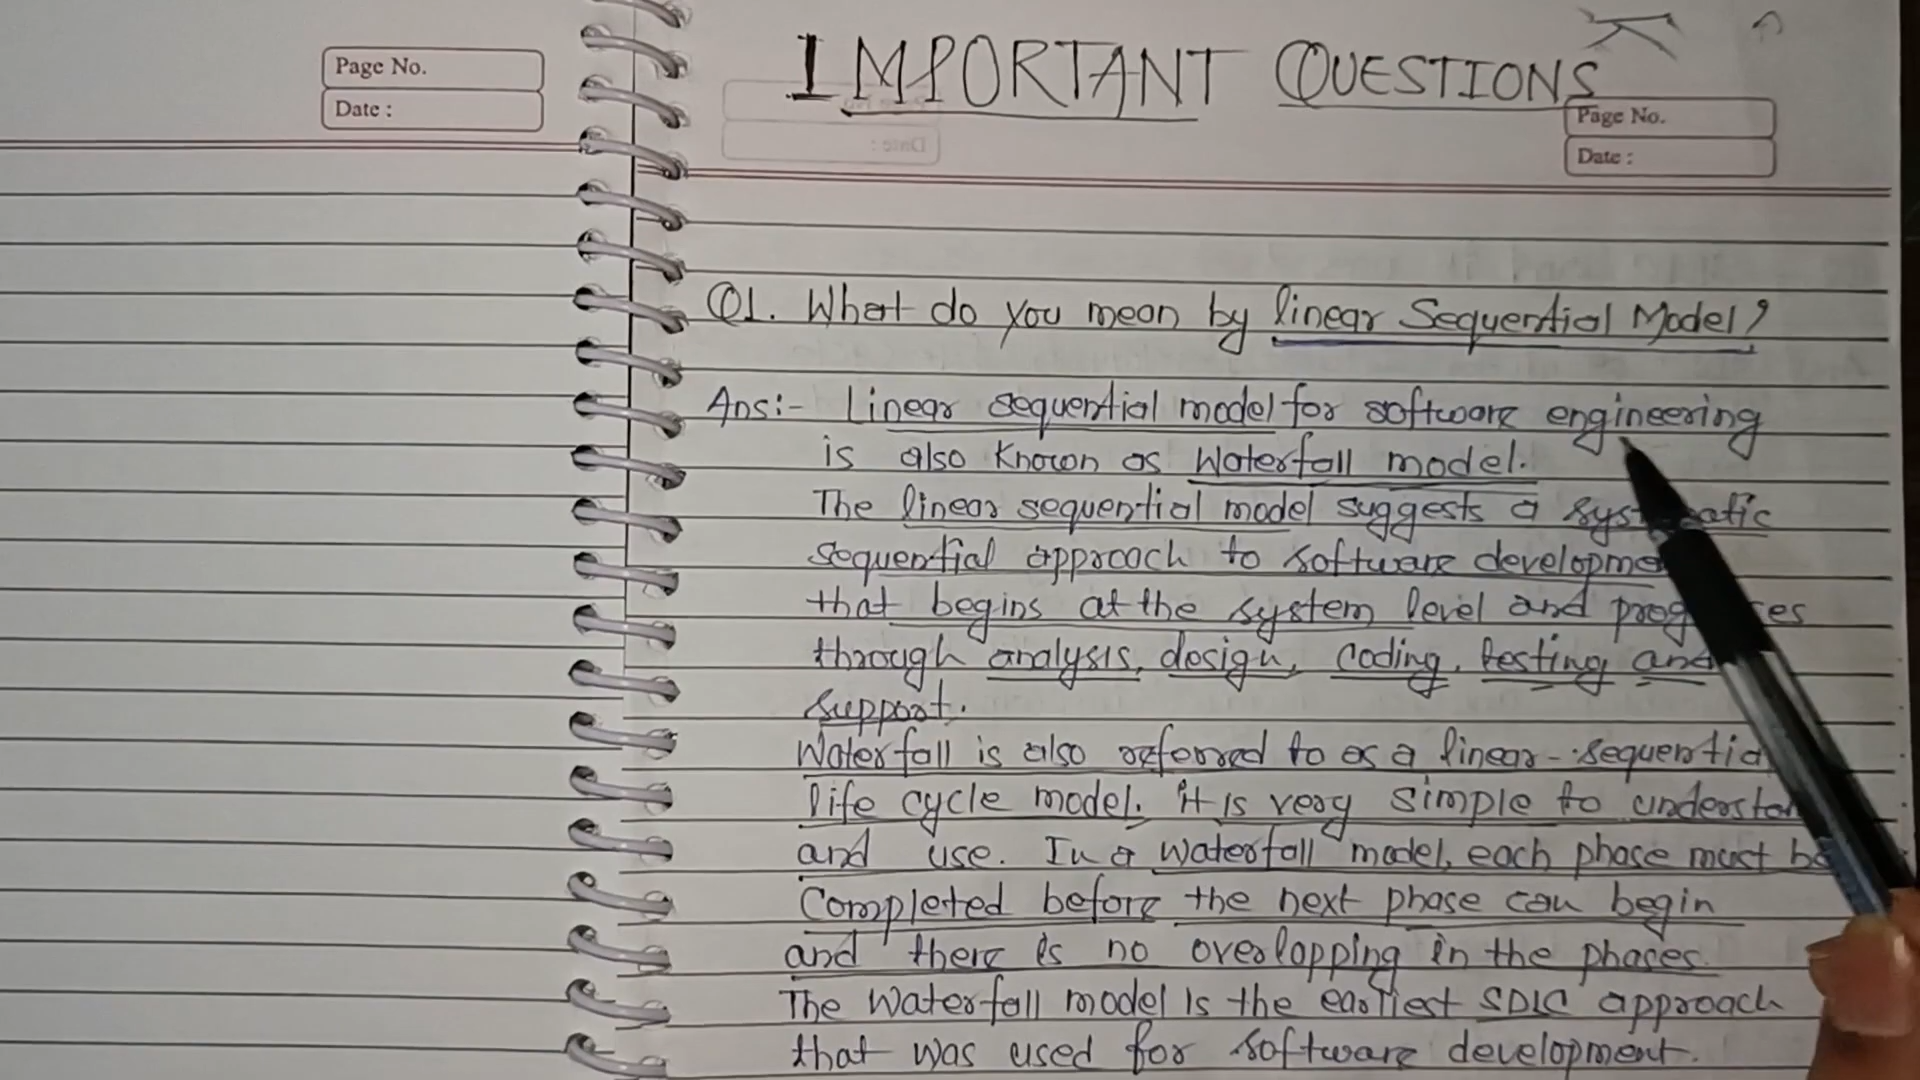 IMPORTANT QUESTIONS
Page No.
Date :
Page No.
Date :
Q1. What do you mean by linear Sequential Model?
Ans:- Linear sequential model for software engineering
is also known as Waterfall model.
The linear sequential model suggests a
sequential approach to software
that begins at the system level and
through analysis, design, coding, testing and
support.
Waterfall is also referred to as a linear-sequential
life cycle model. It is very simple to
and use. In a waterfall model, each phase must be
Completed before the next phase can begin
and there is no overlapping in the phases.
The Waterfall model is the earliest SDLC approach
that was used for software development.